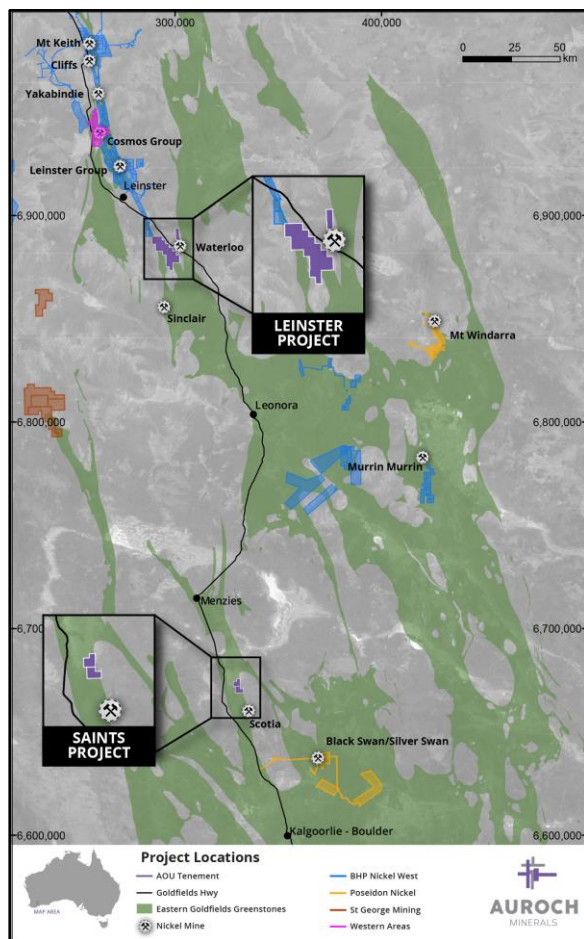 300,000
400,000
0 25 50
km
Mt Keith
Cliffs
Yakabindie
Cosmos Group
Leinster Group
Leinster
6,900,000
6,900,000
Waterloo
LEINSTER
PROJECT
Sinclair
Mt Windarra
Leonora
6,800,000
6,800,000
Murrin Murrin
Menzies
6,700,000
6,700,000
SAINTS
PROJECT
Scotia
Black Swan/Silver Swan
6,600,000
6,600,000
Kalgoorlie - Boulder
Project Locations
AOU Tenement
Goldfields Hwy
Eastern Goldfields Greenstones
Nickel Mine
BHP Nickel West
Poseidon Nickel
St George Mining
Western Areas
MAP AREA
AUROCH
MINERALS